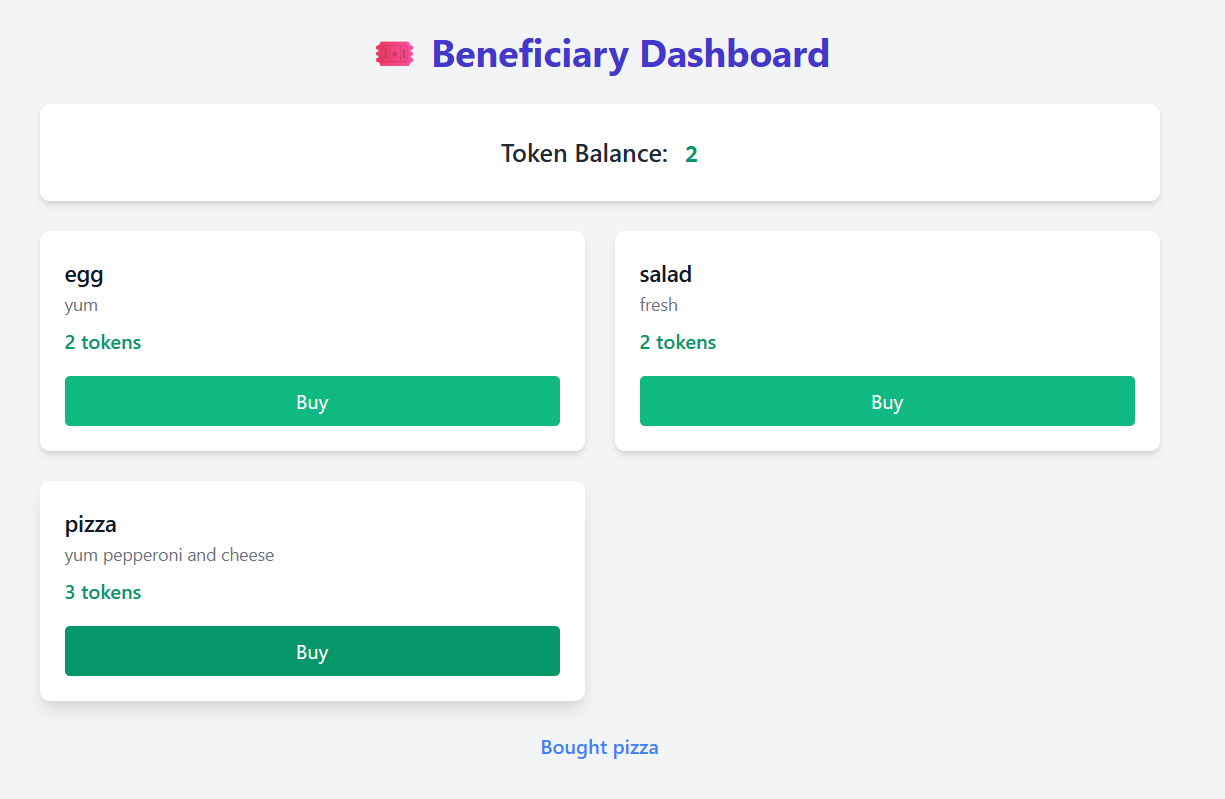 Beneficiary Dashboard
Token Balance: 2
egg
yum
2 tokens
Buy
salad
fresh
2 tokens
Buy
pizza
yum pepperoni and cheese
3 tokens
Buy
Bought pizza